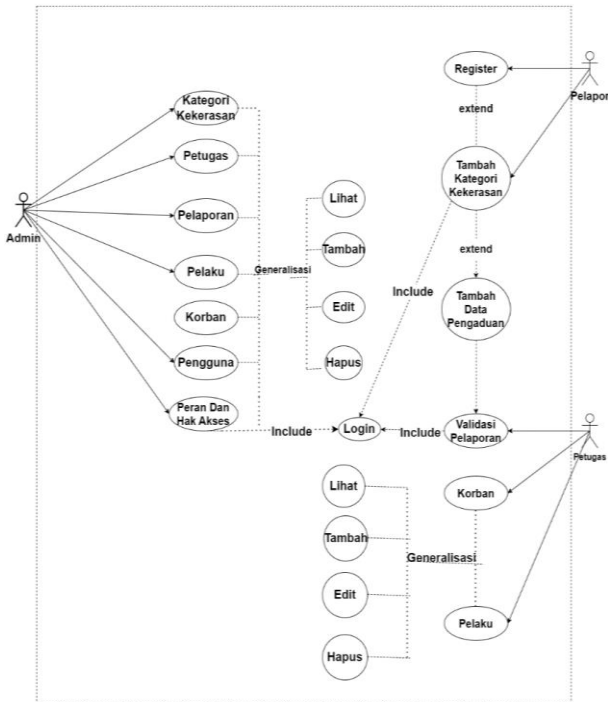 Register
Pelapor
extend
Kategori
Kekerasan
Petugas
Tambah
Kategori
Kekerasan
Lihat
Pelaporan
Admin
Tambah
extend
Pelaku
Generalisasi
Include
Tambah
Data
Pengaduan
Edit
Korban
Pengguna
Hapus
Peran Dan
Hak Akses
Include
Login
Include
Validasi
Pelaporan
Petugas
Lihat
Korban
Tambah
Generalisasi
Edit
Pelaku
Hapus